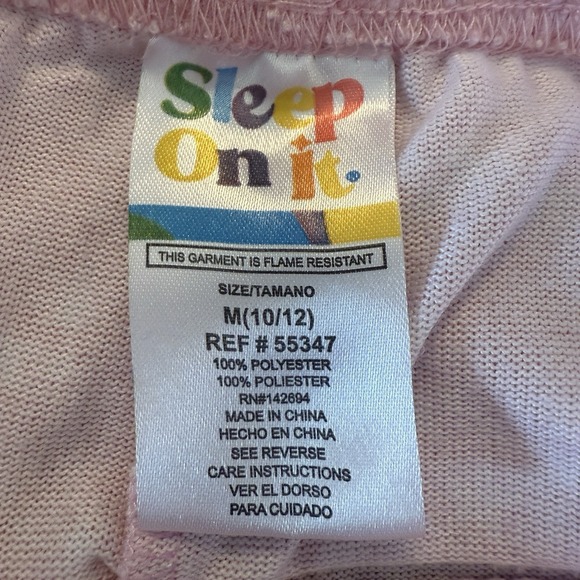 Sleep
On it®
THIS GARMENT IS FLAME RESISTANT
SIZE/TAMANO
M(10/12)
REF # 55347
100% POLYESTER
100% POLIESTER
RN#142694
MADE IN CHINA
HECHO EN CHINA
SEE REVERSE
CARE INSTRUCTIONS
VER EL DORSO
PARA CUIDADO